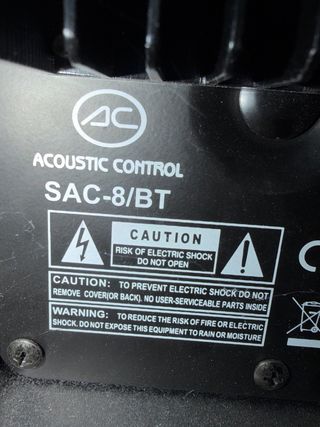 AC
ACOUSTIC CONTROL
SAC-8/BT
CAUTION
RISK OF ELECTRIC SHOCK
DO NOT OPEN
CAUTION: TO PREVENT ELECTRIC SHOCK DO NOT
REMOVE COVER(OR BACK). NO USER-SERVICEABLE PARTS INSIDE
WARNING: TO REDUCE THE RISK OF FIRE OR ELECTRIC
SHOCK. DO NOT EXPOSE THIS EQUIPMENT TO RAIN OR MOISTURE